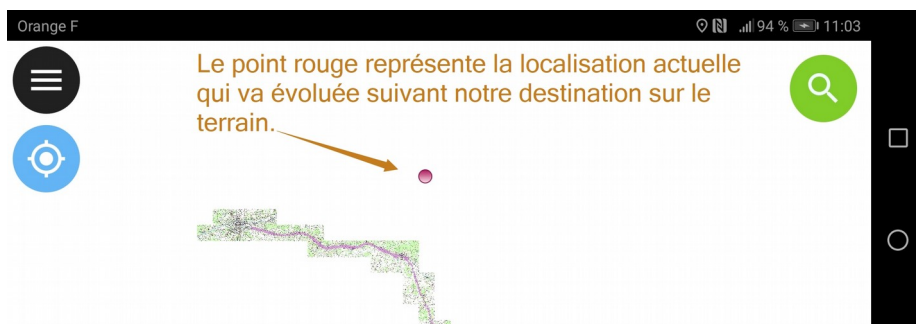 Orange F
94 % 11:03
Le point rouge représente la localisation actuelle
qui va évoluée suivant notre destination sur le
terrain.